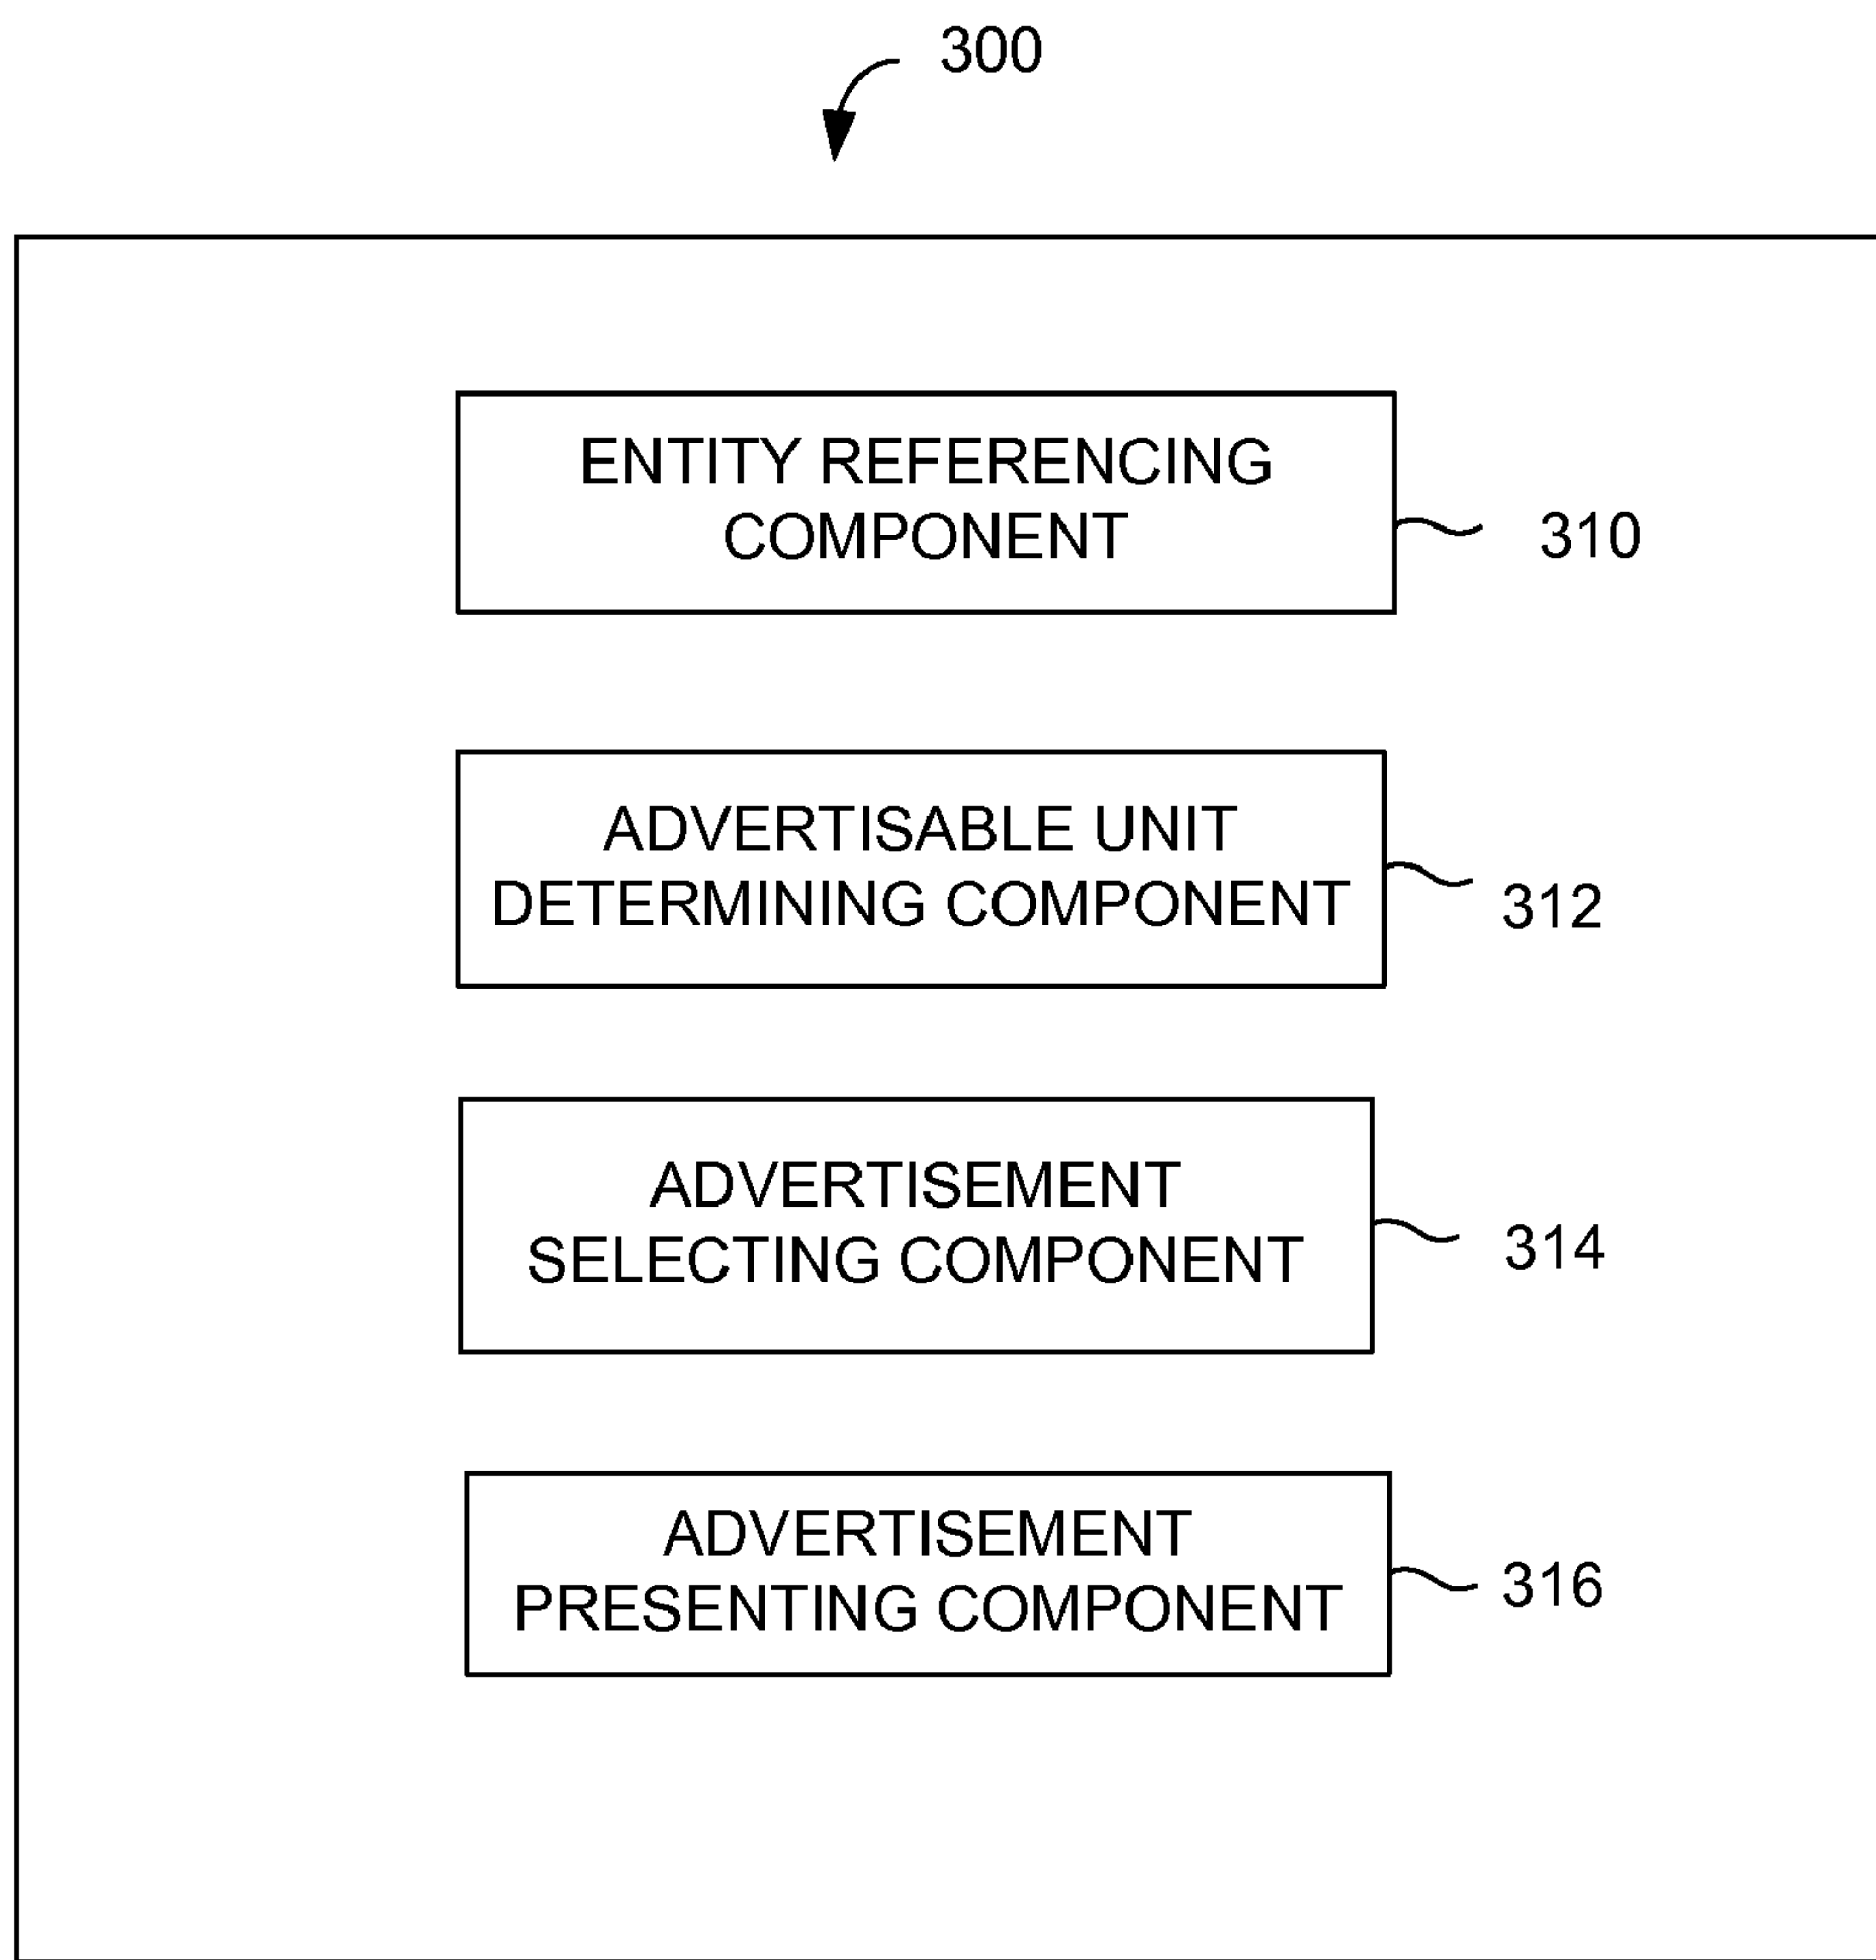 300
ENTITY REFERENCING
COMPONENT
310
ADVERTISABLE UNIT
DETERMINING COMPONENT
312
ADVERTISEMENT
SELECTING COMPONENT
314
ADVERTISEMENT
PRESENTING COMPONENT
316